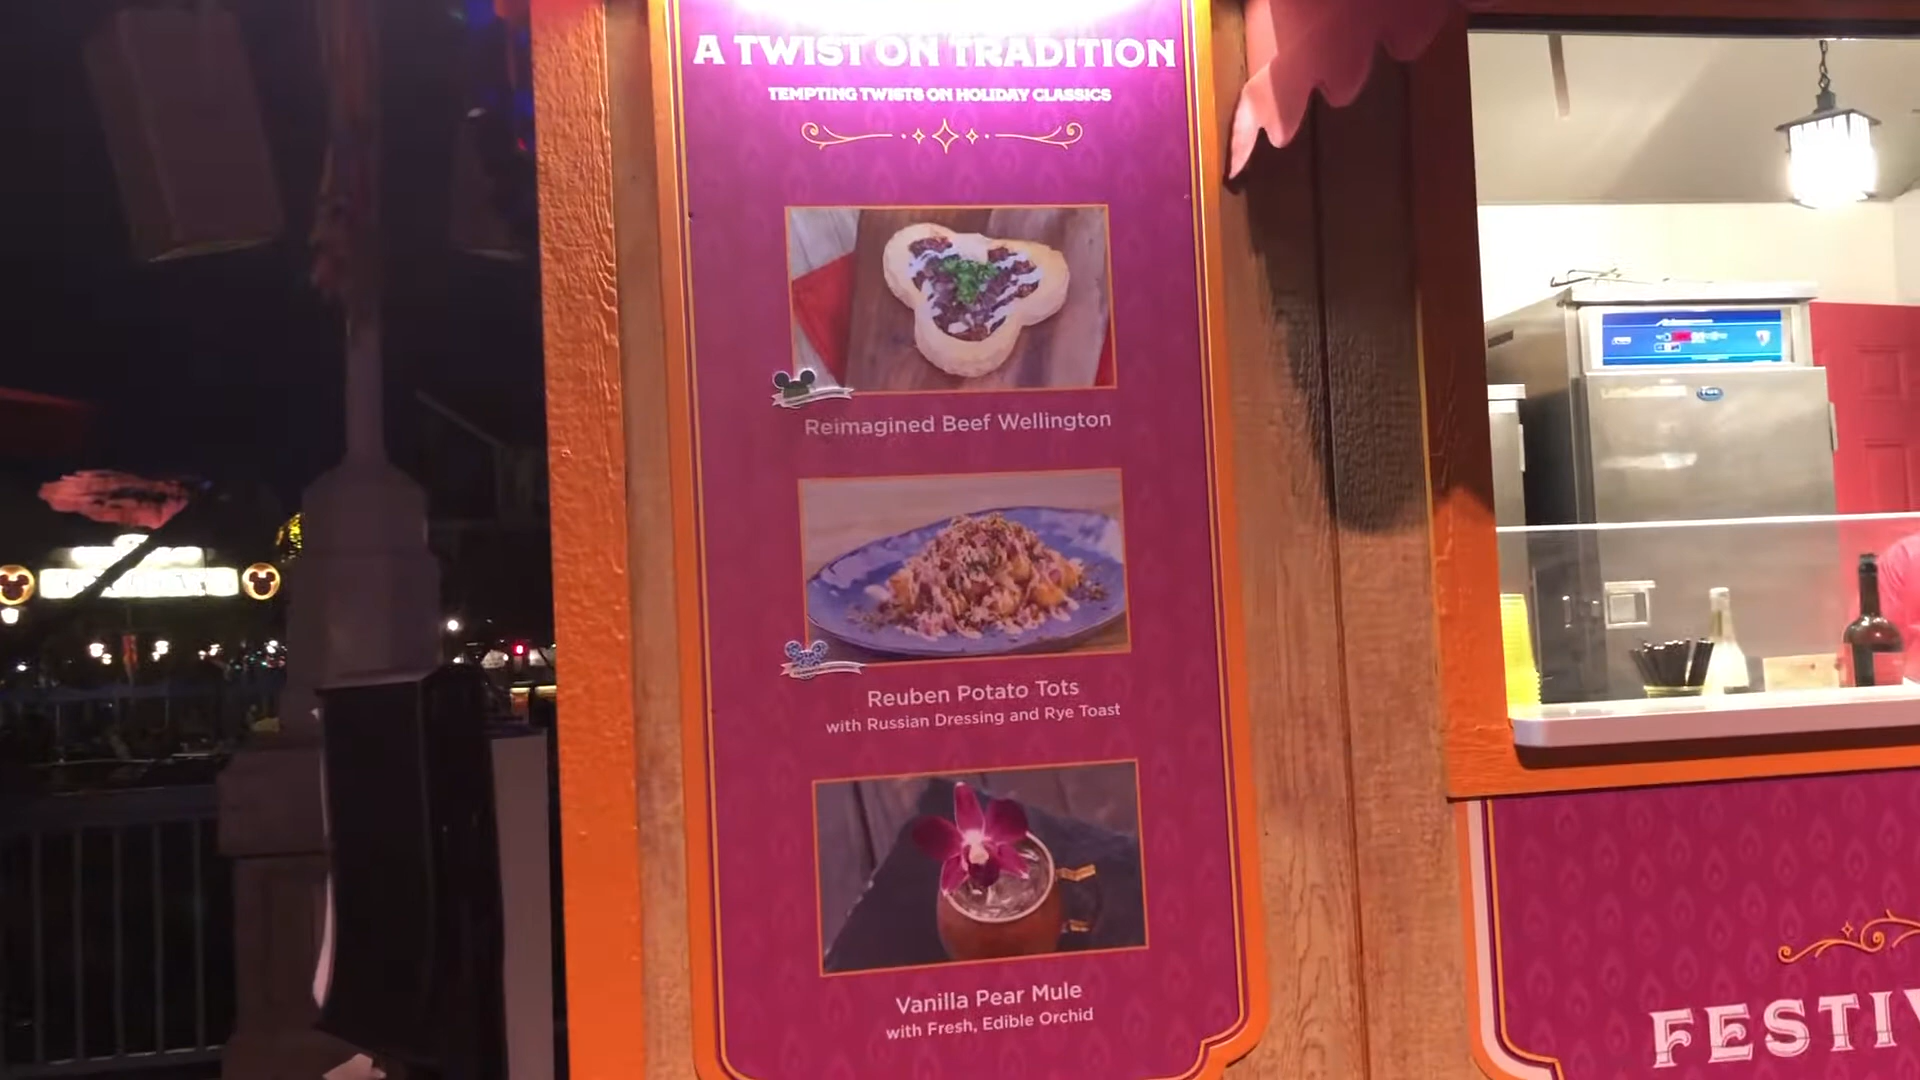 A TWIST ON TRADITION
TEMPTING TWISTS ON HOLIDAY CLASSICS
Reimagined Beef Wellington
Reuben Potato Tots
with Russian Dressing and Rye Toast
Vanilla Pear Mule
with Fresh, Edible Orchid
FESTIV